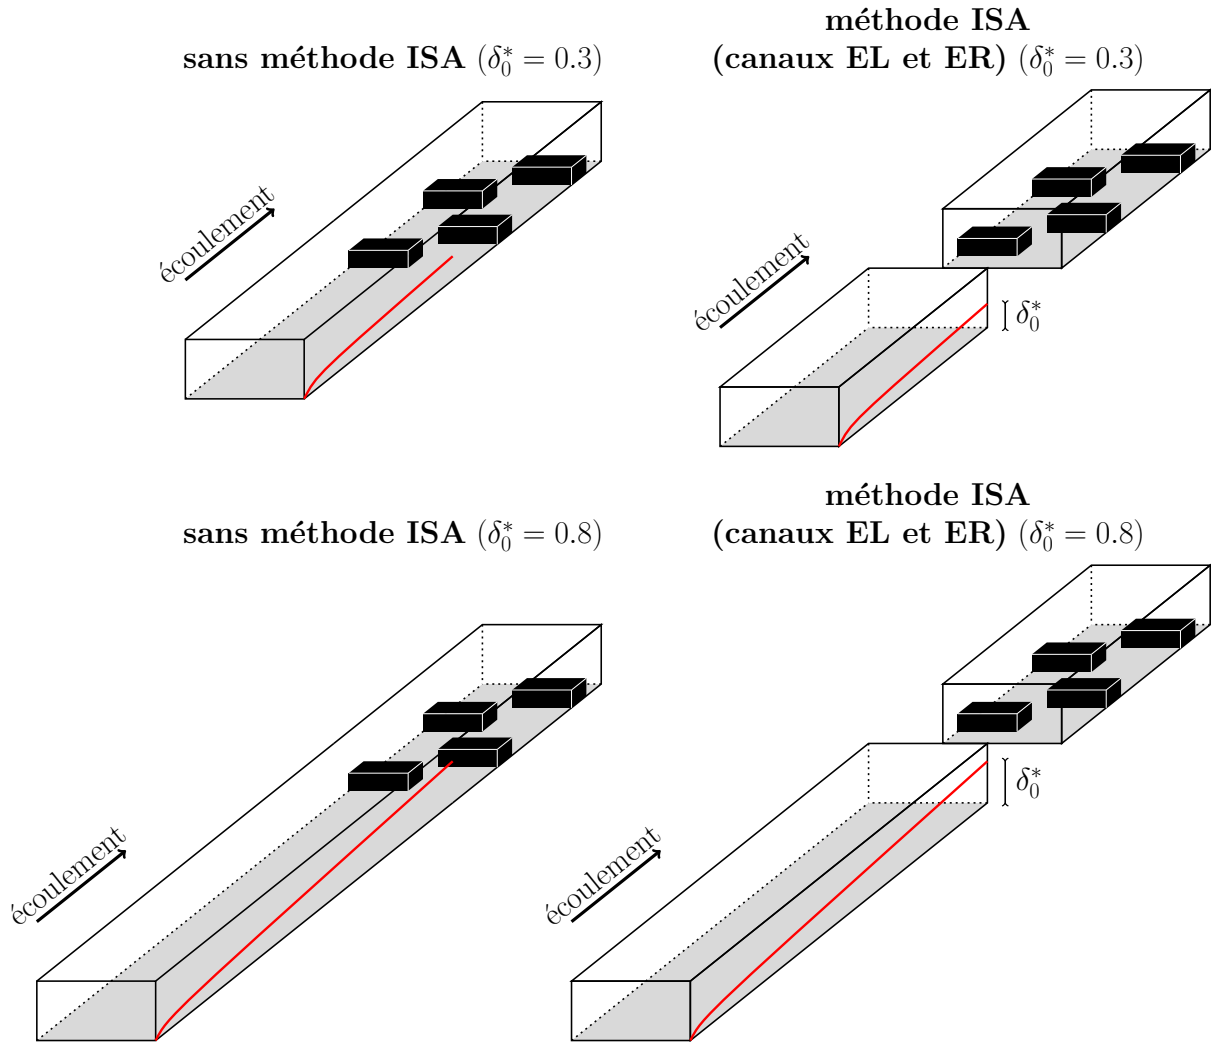 sans méthode ISA (δ₀* = 0.3)
écoulement
méthode ISA
(canaux EL et ER) (δ₀* = 0.3)
écoulement
δ₀*
sans méthode ISA (δ₀* = 0.8)
écoulement
méthode ISA
(canaux EL et ER) (δ₀* = 0.8)
écoulement
δ₀*